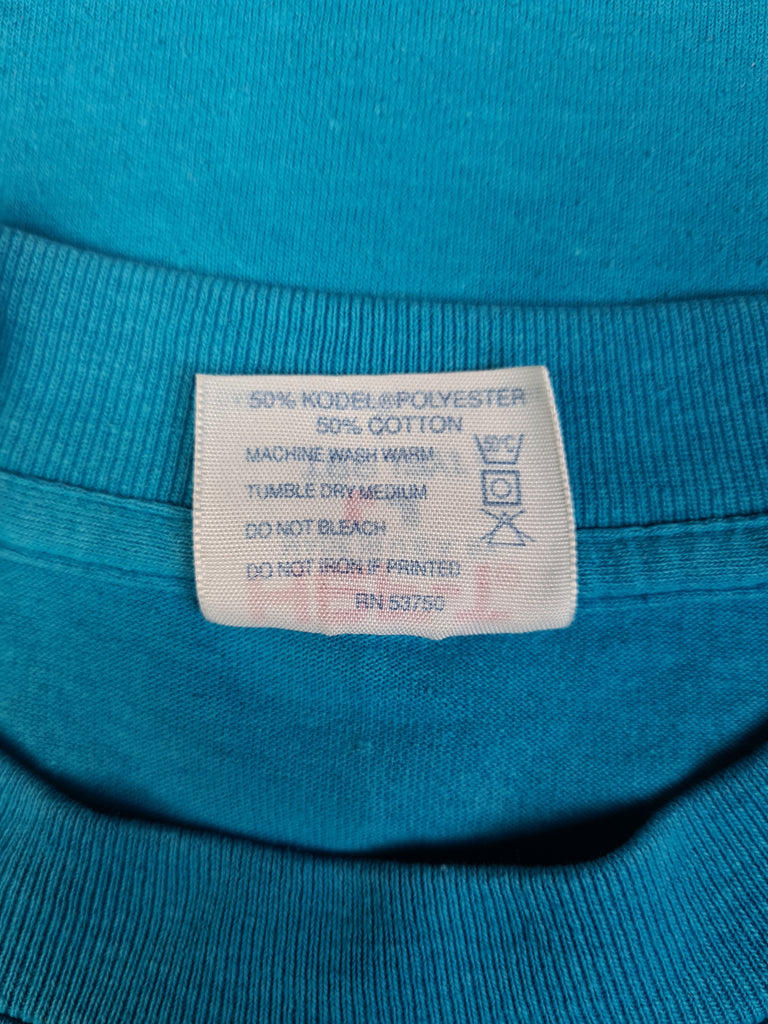 50% KODEL®POLYESTER
50% COTTON
MACHINE WASH WARM
50°C
TUMBLE DRY MEDIUM
DO NOT BLEACH
DO NOT IRON IF PRINTED
RN 53750